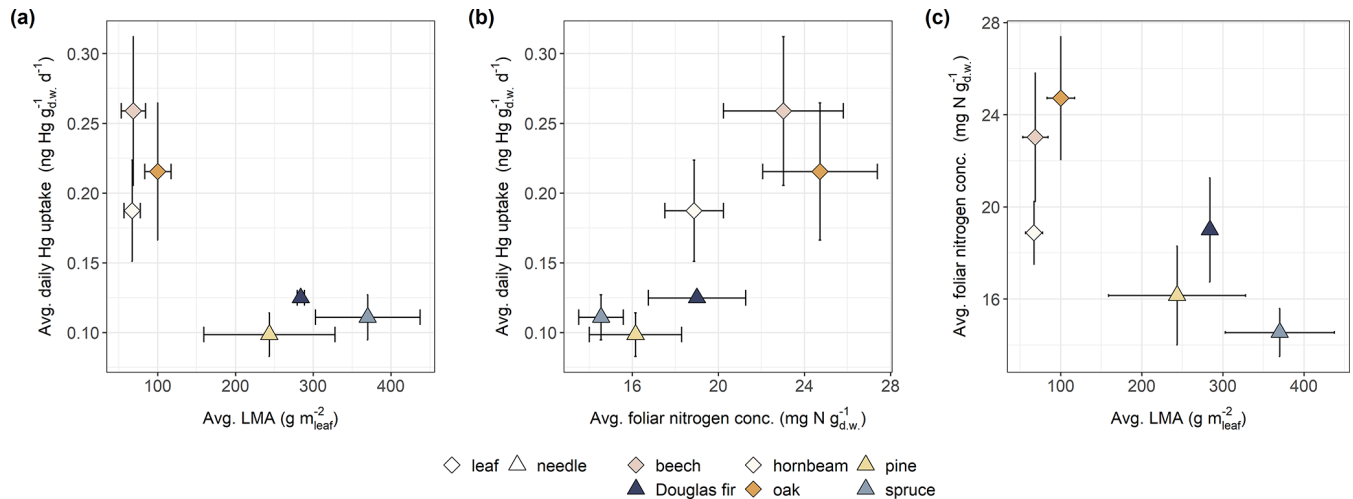 (a)
Avg. daily Hg uptake (ng Hg g⁻¹d.w. d⁻¹)
0.30
0.25
0.20
0.15
0.10
100
200
300
400
Avg. LMA (g m⁻²leaf)
(b)
Avg. daily Hg uptake (ng Hg g⁻¹d.w. d⁻¹)
0.30
0.25
0.20
0.15
0.10
16
20
24
28
Avg. foliar nitrogen conc. (mg N g⁻¹d.w.)
(c)
Avg. foliar nitrogen conc. (mg N g⁻¹d.w.)
28
24
20
16
100
200
300
400
Avg. LMA (g m⁻²leaf)
leaf needle beech hornbeam pine
Douglas fir oak spruce